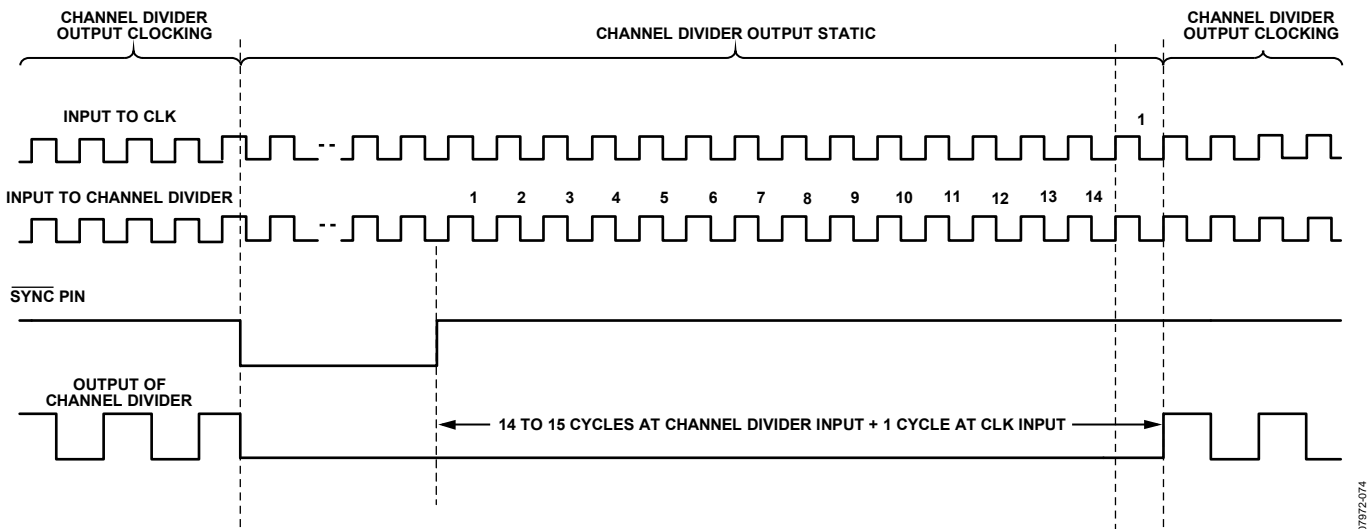 CHANNEL DIVIDER
OUTPUT CLOCKING
CHANNEL DIVIDER OUTPUT STATIC
CHANNEL DIVIDER
OUTPUT CLOCKING
INPUT TO CLK
1
INPUT TO CHANNEL DIVIDER
1 2 3 4 5 6 7 8 9 10 11 12 13 14
SYNC PIN
OUTPUT OF
CHANNEL DIVIDER
14 TO 15 CYCLES AT CHANNEL DIVIDER INPUT + 1 CYCLE AT CLK INPUT
07972-074